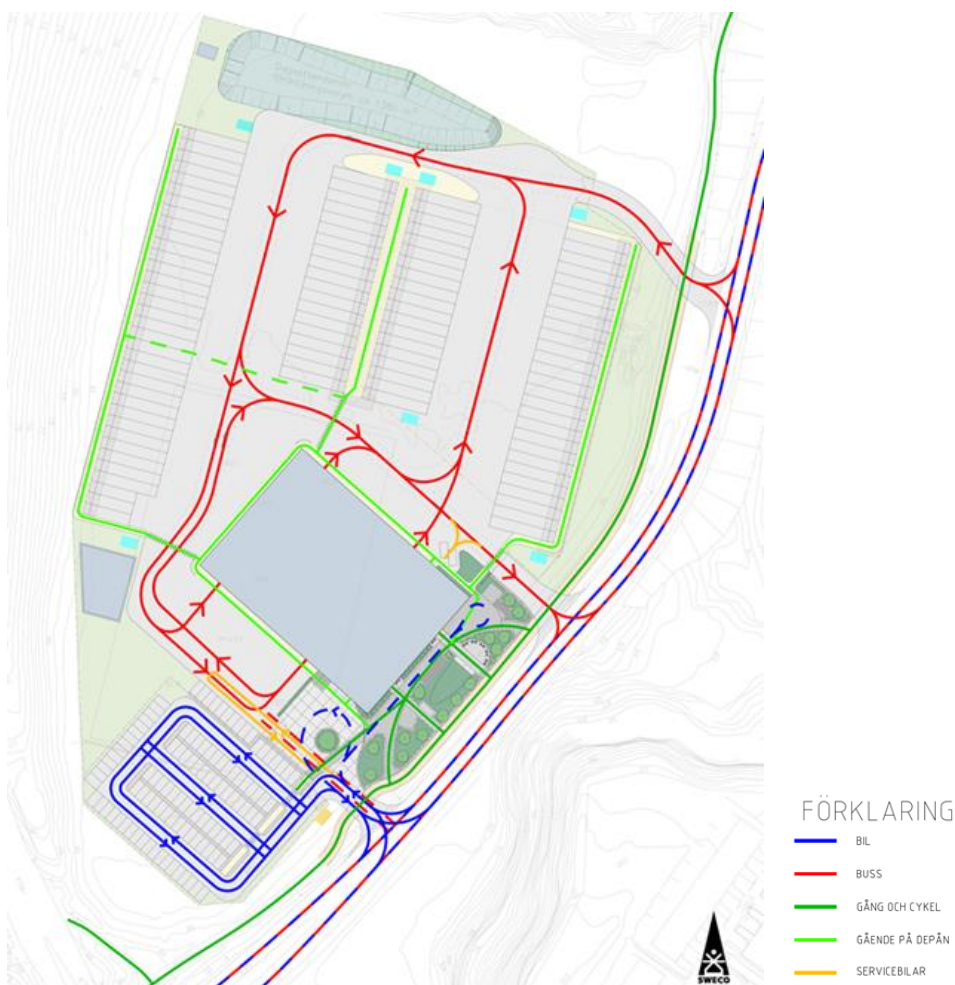 FÖRKLARING
BIL
BUSS
GÅNG OCH CYKEL
GÅENDE PÅ DEPÅN
SERVICEBILAR
SWECO